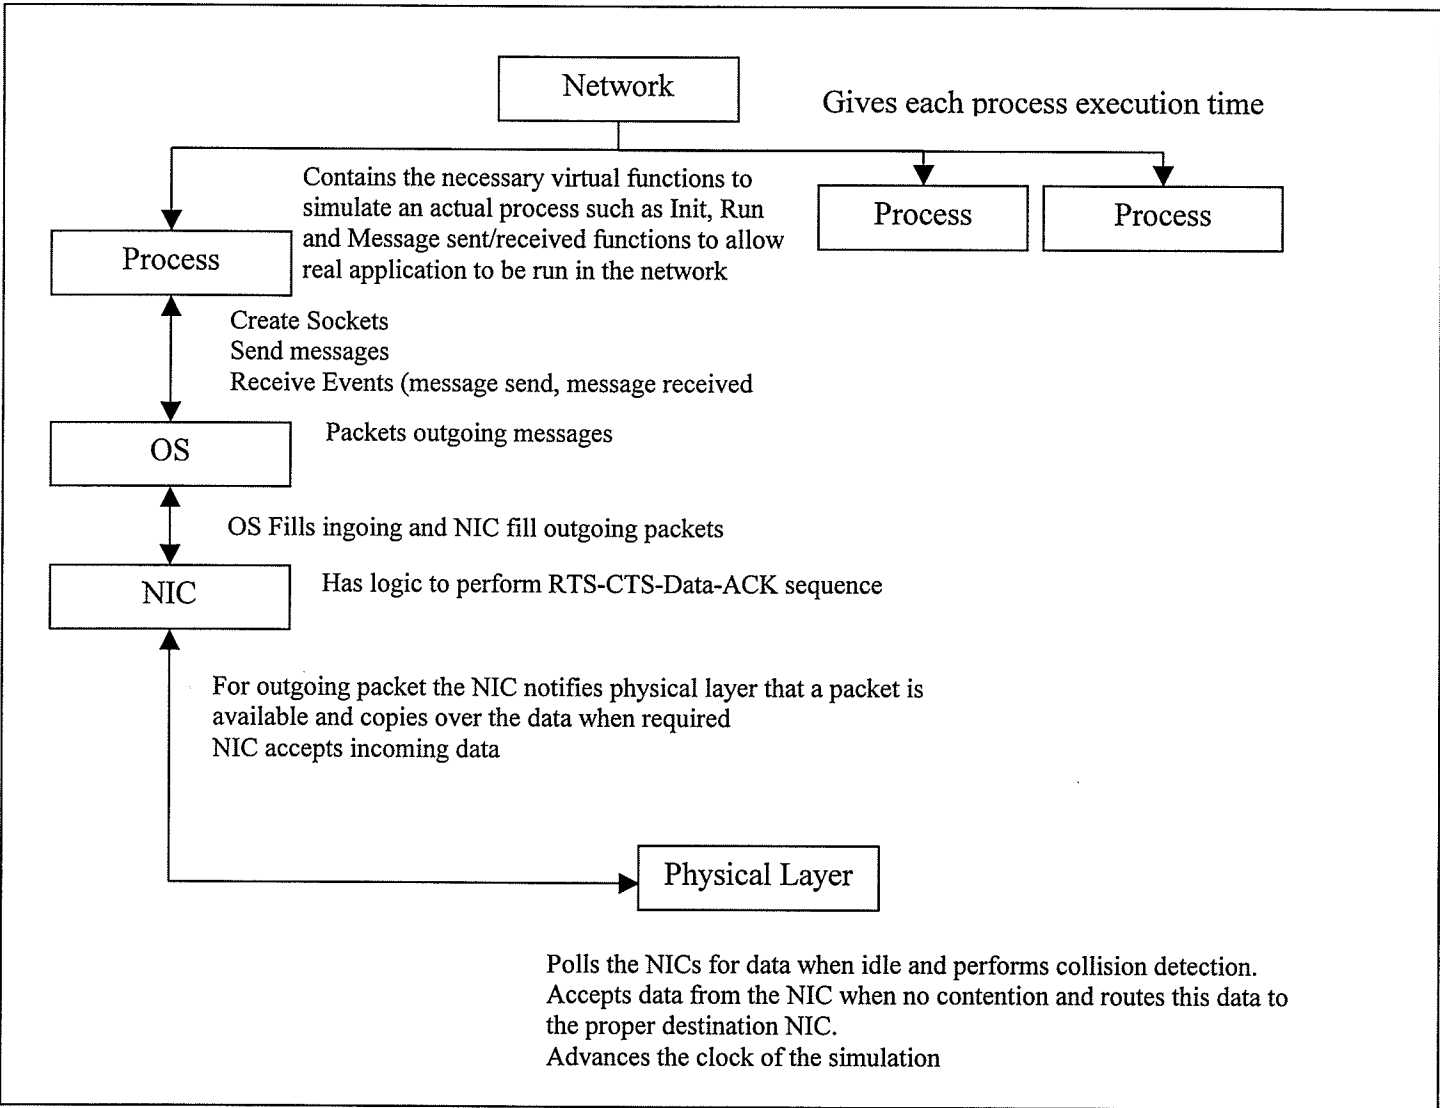 Network
Gives each process execution time
Contains the necessary virtual functions to
simulate an actual process such as Init, Run
and Message sent/received functions to allow
real application to be run in the network
Process
Process
Process
Create Sockets
Send messages
Receive Events (message send, message received
OS
Packets outgoing messages
OS Fills ingoing and NIC fill outgoing packets
NIC
Has logic to perform RTS-CTS-Data-ACK sequence
For outgoing packet the NIC notifies physical layer that a packet is
available and copies over the data when required
NIC accepts incoming data
Physical Layer
Polls the NICs for data when idle and performs collision detection.
Accepts data from the NIC when no contention and routes this data to
the proper destination NIC.
Advances the clock of the simulation